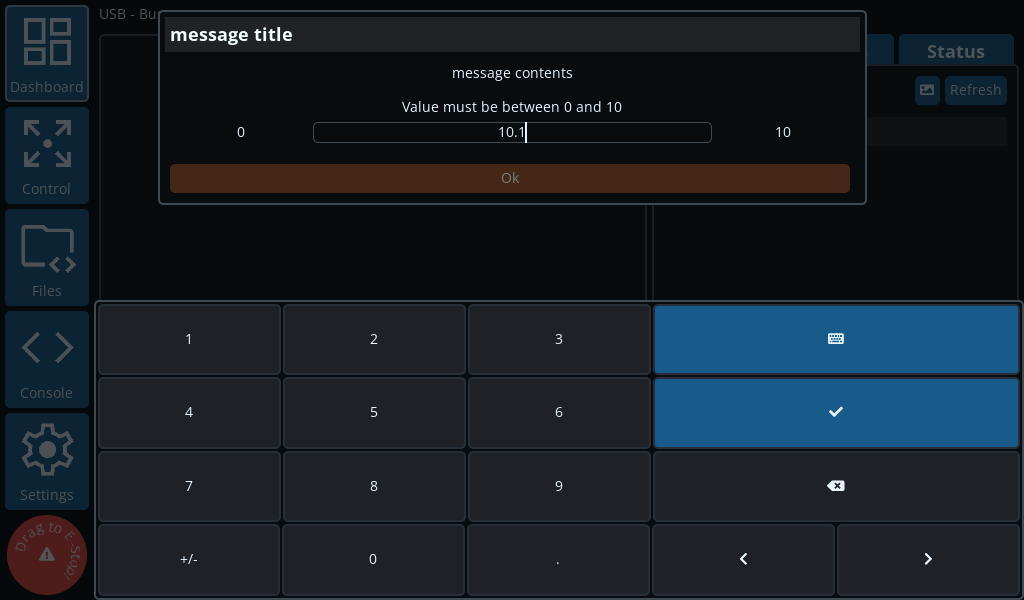 USB - Bu
Dashboard
Control
Files
Console
Settings
Drag to E-Stop!
message title
message contents
Value must be between 0 and 10
0
10.1
10
Ok
Status
Refresh
1
2
3
4
5
6
7
8
9
+/-
0
.